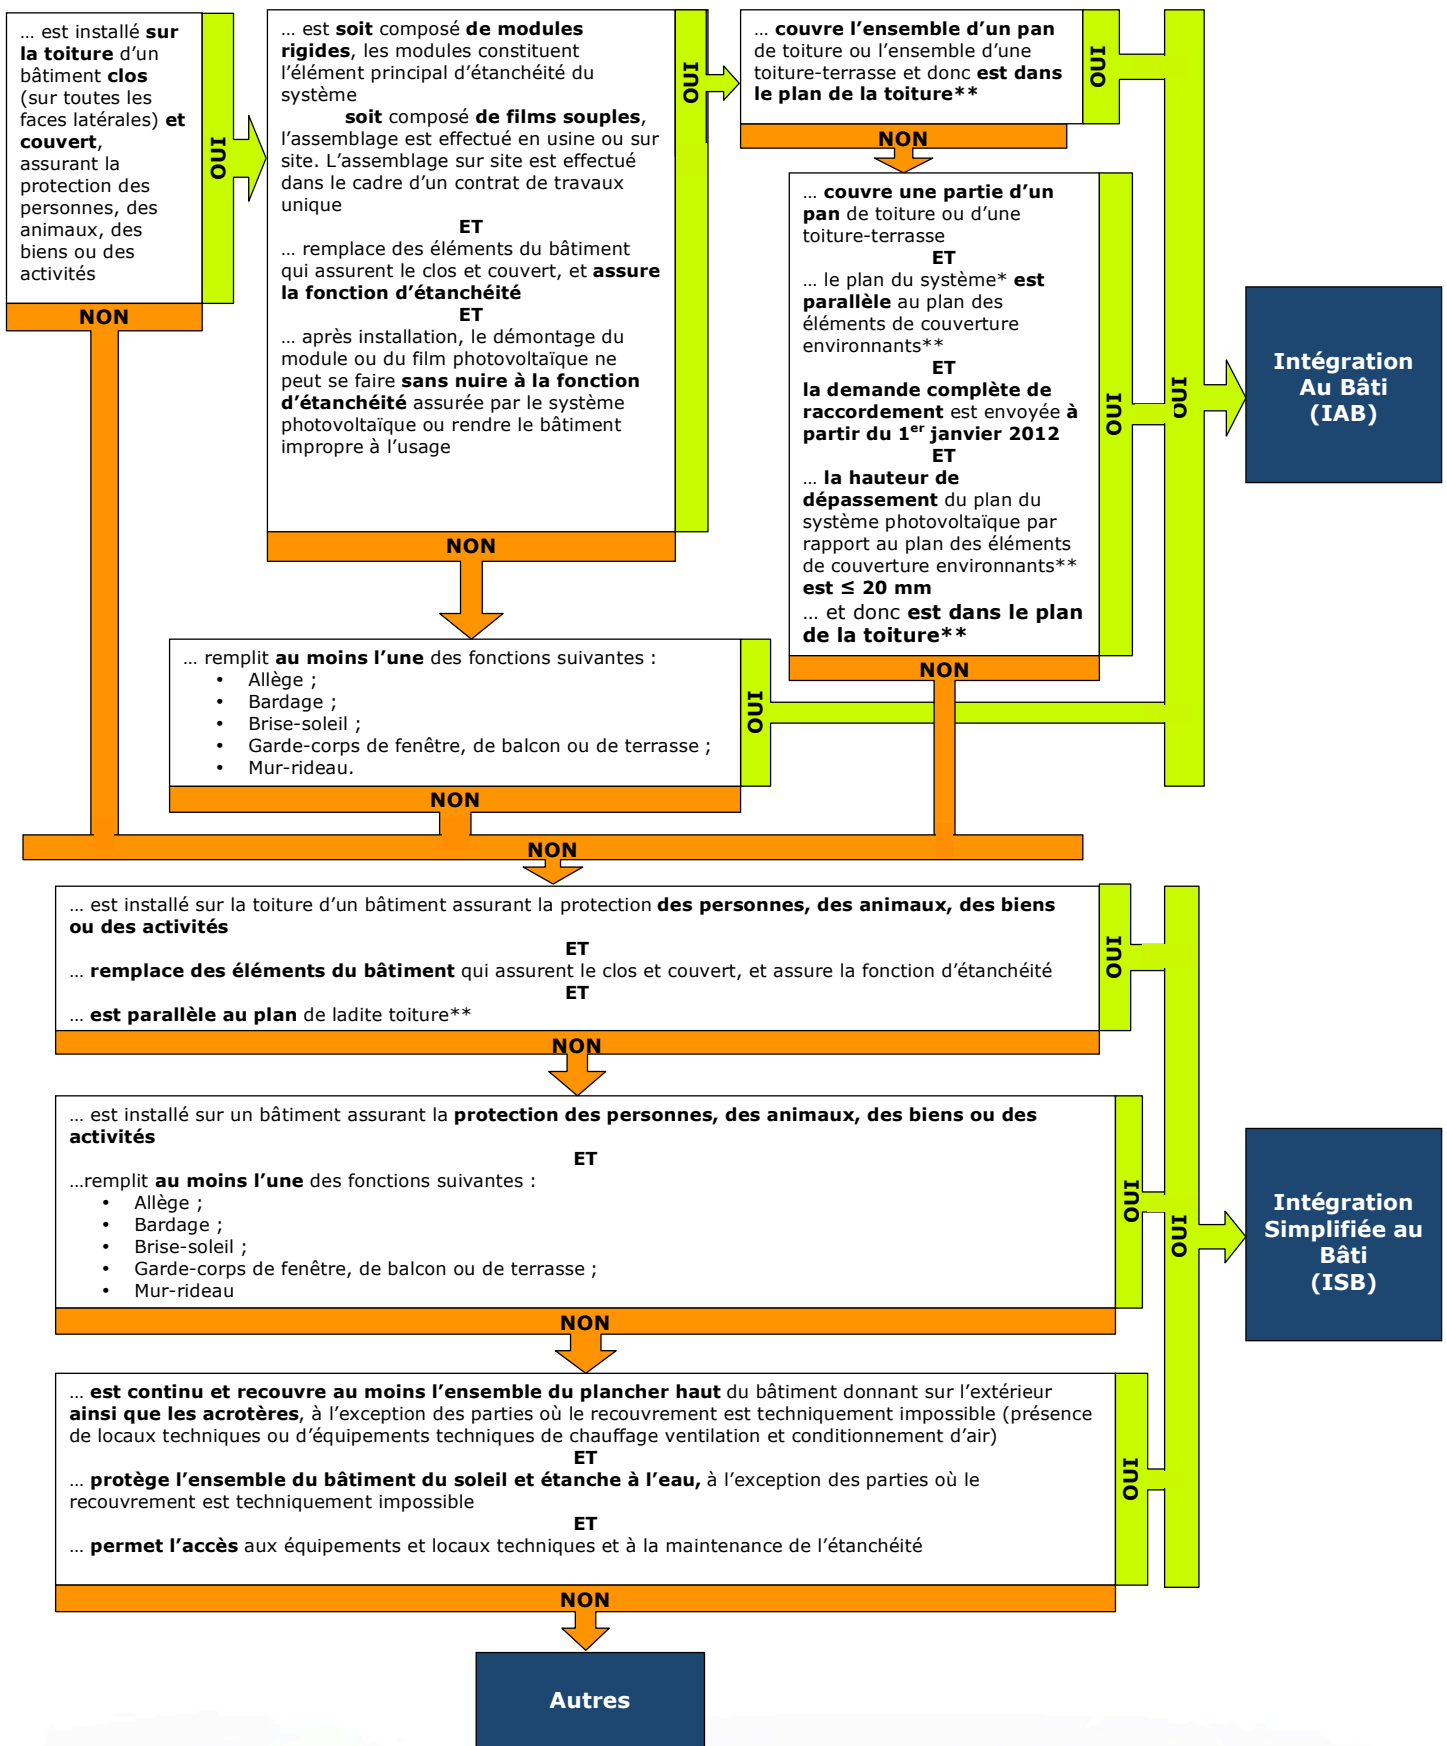 … est installé sur
la toiture d’un
bâtiment clos
(sur toutes les
faces latérales) et
couvert,
assurant la
protection des
personnes, des
animaux, des
biens ou des
activités
OUI
NON
… est soit composé de modules
rigides, les modules constituent
l’élément principal d’étanchéité du
système
soit composé de films souples,
l’assemblage est effectué en usine ou sur
site. L’assemblage sur site est effectué
dans le cadre d’un contrat de travaux
unique
ET
… remplace des éléments du bâtiment
qui assurent le clos et couvert, et assure
la fonction d’étanchéité
ET
… après installation, le démontage du
module ou du film photovoltaïque ne
peut se faire sans nuire à la fonction
d’étanchéité assurée par le système
photovoltaïque ou rendre le bâtiment
impropre à l’usage
OUI
NON
… couvre l’ensemble d’un pan
de toiture ou l’ensemble d’une
toiture-terrasse et donc est dans
le plan de la toiture**
OUI
NON
… couvre une partie d’un
pan de toiture ou d’une
toiture-terrasse
ET
… le plan du système* est
parallèle au plan des
éléments de couverture
environnants**
ET
la demande complète de
raccordement est envoyée à
partir du 1er janvier 2012
ET
… la hauteur de
dépassement du plan du
système photovoltaïque par
rapport au plan des éléments
de couverture environnants**
est ≤ 20 mm
… et donc est dans le plan
de la toiture**
OUI
NON
OUI
Intégration
Au Bâti
(IAB)
… remplit au moins l’une des fonctions suivantes :
• Allège ;
• Bardage ;
• Brise-soleil ;
• Garde-corps de fenêtre, de balcon ou de terrasse ;
• Mur-rideau.
OUI
NON
NON
… est installé sur la toiture d’un bâtiment assurant la protection des personnes, des animaux, des biens
ou des activités
ET
… remplace des éléments du bâtiment qui assurent le clos et couvert, et assure la fonction d’étanchéité
ET
… est parallèle au plan de ladite toiture**
OUI
NON
… est installé sur un bâtiment assurant la protection des personnes, des animaux, des biens ou des
activités
ET
…remplit au moins l’une des fonctions suivantes :
• Allège ;
• Bardage ;
• Brise-soleil ;
• Garde-corps de fenêtre, de balcon ou de terrasse ;
• Mur-rideau
OUI
NON
OUI
Intégration
Simplifiée au
Bâti
(ISB)
… est continu et recouvre au moins l’ensemble du plancher haut du bâtiment donnant sur l’extérieur
ainsi que les acrotères, à l’exception des parties où le recouvrement est techniquement impossible (présence
de locaux techniques ou d’équipements techniques de chauffage ventilation et conditionnement d’air)
ET
… protège l’ensemble du bâtiment du soleil et étanche à l’eau, à l’exception des parties où le
recouvrement est techniquement impossible
ET
… permet l’accès aux équipements et locaux techniques et à la maintenance de l’étanchéité
OUI
NON
Autres